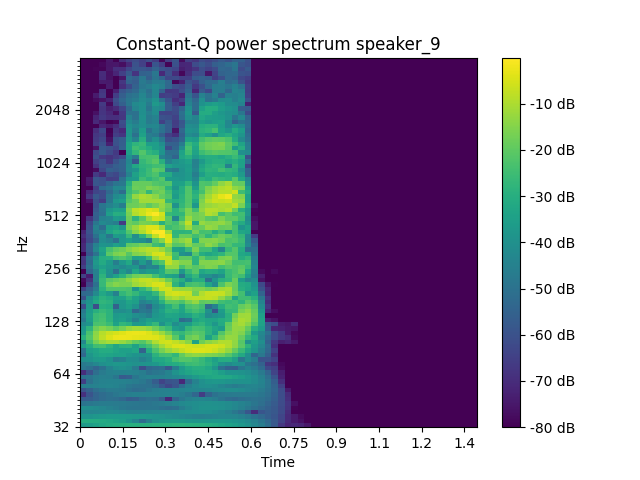 Constant-Q power spectrum speaker_9
Hz
2048
1024
512
256
128
64
32
0 0.15 0.3 0.45 0.6 0.75 0.9 1.1 1.2 1.4
Time
-10 dB
-20 dB
-30 dB
-40 dB
-50 dB
-60 dB
-70 dB
-80 dB